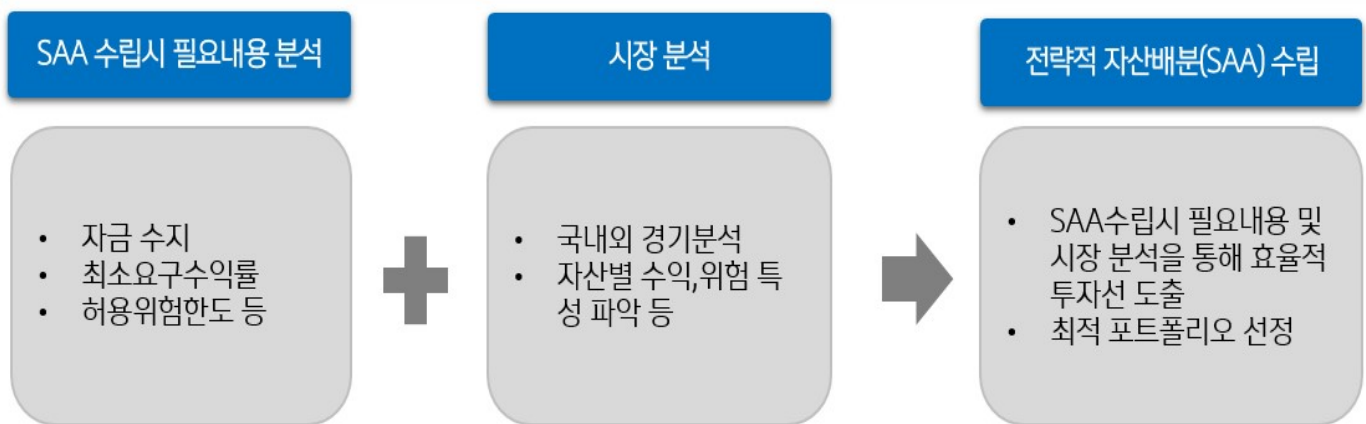 SAA 수립시 필요내용 분석
• 자금 수지
• 최소요구수익률
• 허용위험한도 등
시장 분석
• 국내외 경기분석
• 자산별 수익,위험 특
성 파악 등
전략적 자산배분(SAA) 수립
• SAA수립시 필요내용 및
시장 분석을 통해 효율적
투자선 도출
• 최적 포트폴리오 선정